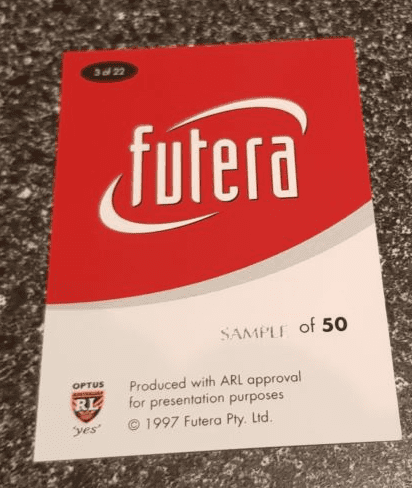 3 of 22
futera
SAMPLE of 50
OPTUS
AUSTRALIAN
RL
'yes'
Produced with ARL approval
for presentation purposes
© 1997 Futera Pty. Ltd.